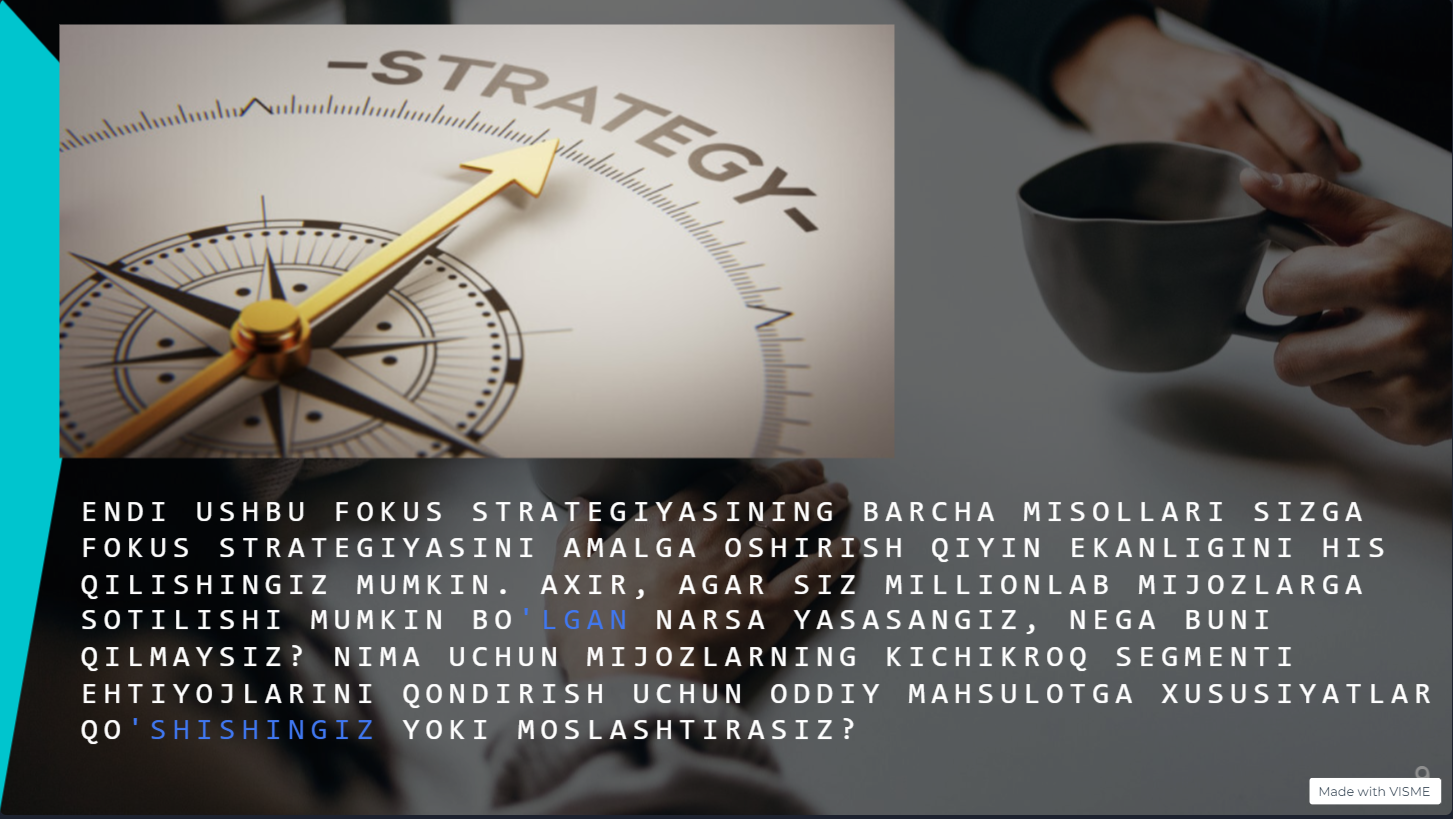 -STRATEGY-
ENDI USHBU FOKUS STRATEGIYASINING BARCHA MISOLLARI SIZGA
FOKUS STRATEGIYASINI AMALGA OSHIRISH QIYIN EKANLIGINI HIS
QILISHINGIZ MUMKIN. AXIR, AGAR SIZ MILLIONLAB MIJOZLARGA
SOTILISHI MUMKIN BO'LGAN NARSA YASASANGIZ, NEGA BUNI
QILMAYSIZ? NIMA UCHUN MIJOZLARNING KICHIKROQ SEGMENTI
EHTIYOJLARINI QONDIRISH UCHUN ODDIY MAHSULOTGA XUSUSIYATLAR
QO'SHISHINGIZ YOKI MOSLASHTIRASIZ?
Made with VISME